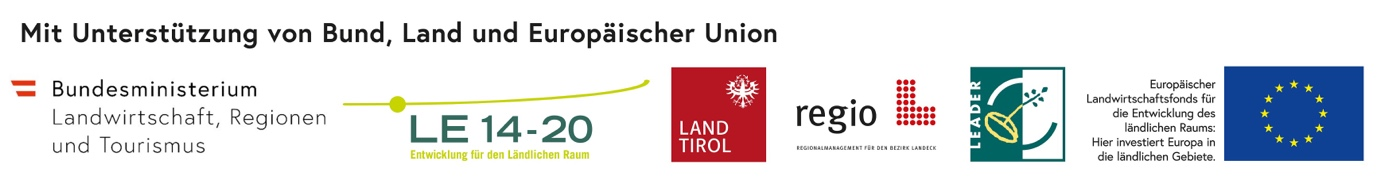 Mit Unterstützung von Bund, Land und Europäischer Union
Bundesministerium
Landwirtschaft, Regionen
und Tourismus
LE 14-20
Entwicklung für den Ländlichen Raum
LAND
TIROL
regio L
REGIONALMANAGEMENT FÜR DEN BEZIRK LANDECK
LEADER
Europäischer
Landwirtschaftsfonds für
die Entwicklung des
ländlichen Raums:
Hier investiert Europa in
die ländlichen Gebiete.